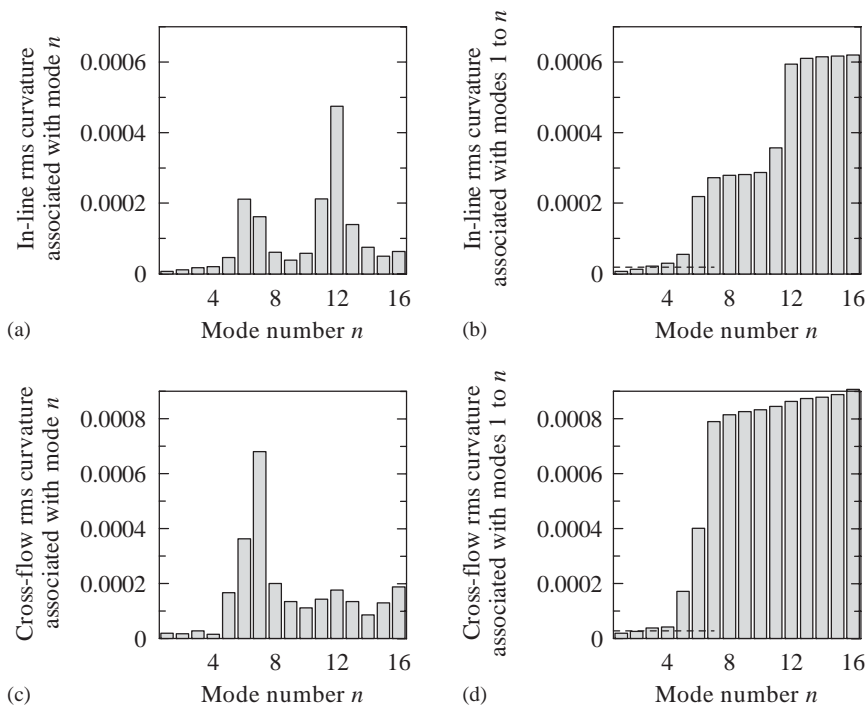 In-line rms curvature
associated with mode n
0.0006
0.0004
0.0002
0
4
8
12
16
Mode number n
(a)
In-line rms curvature
associated with modes 1 to n
0.0006
0.0004
0.0002
0
4
8
12
16
Mode number n
(b)
Cross-flow rms curvature
associated with mode n
0.0008
0.0006
0.0004
0.0002
0
4
8
12
16
Mode number n
(c)
Cross-flow rms curvature
associated with modes 1 to n
0.0008
0.0006
0.0004
0.0002
0
4
8
12
16
Mode number n
(d)